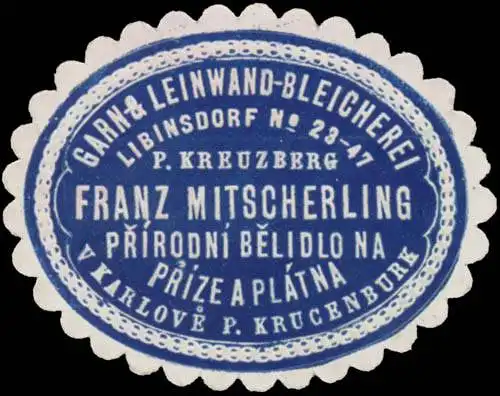 GARN & LEINWAND-BLEICHEREI
LIBINSDORF No 23-47
P. KREUZBERG
FRANZ MITSCHERLING
PŘÍRODNÍ BĚLIDLO NA
PŘÍZE A PLÁTNA
V KARLOVĚ P. KRUCENBURK